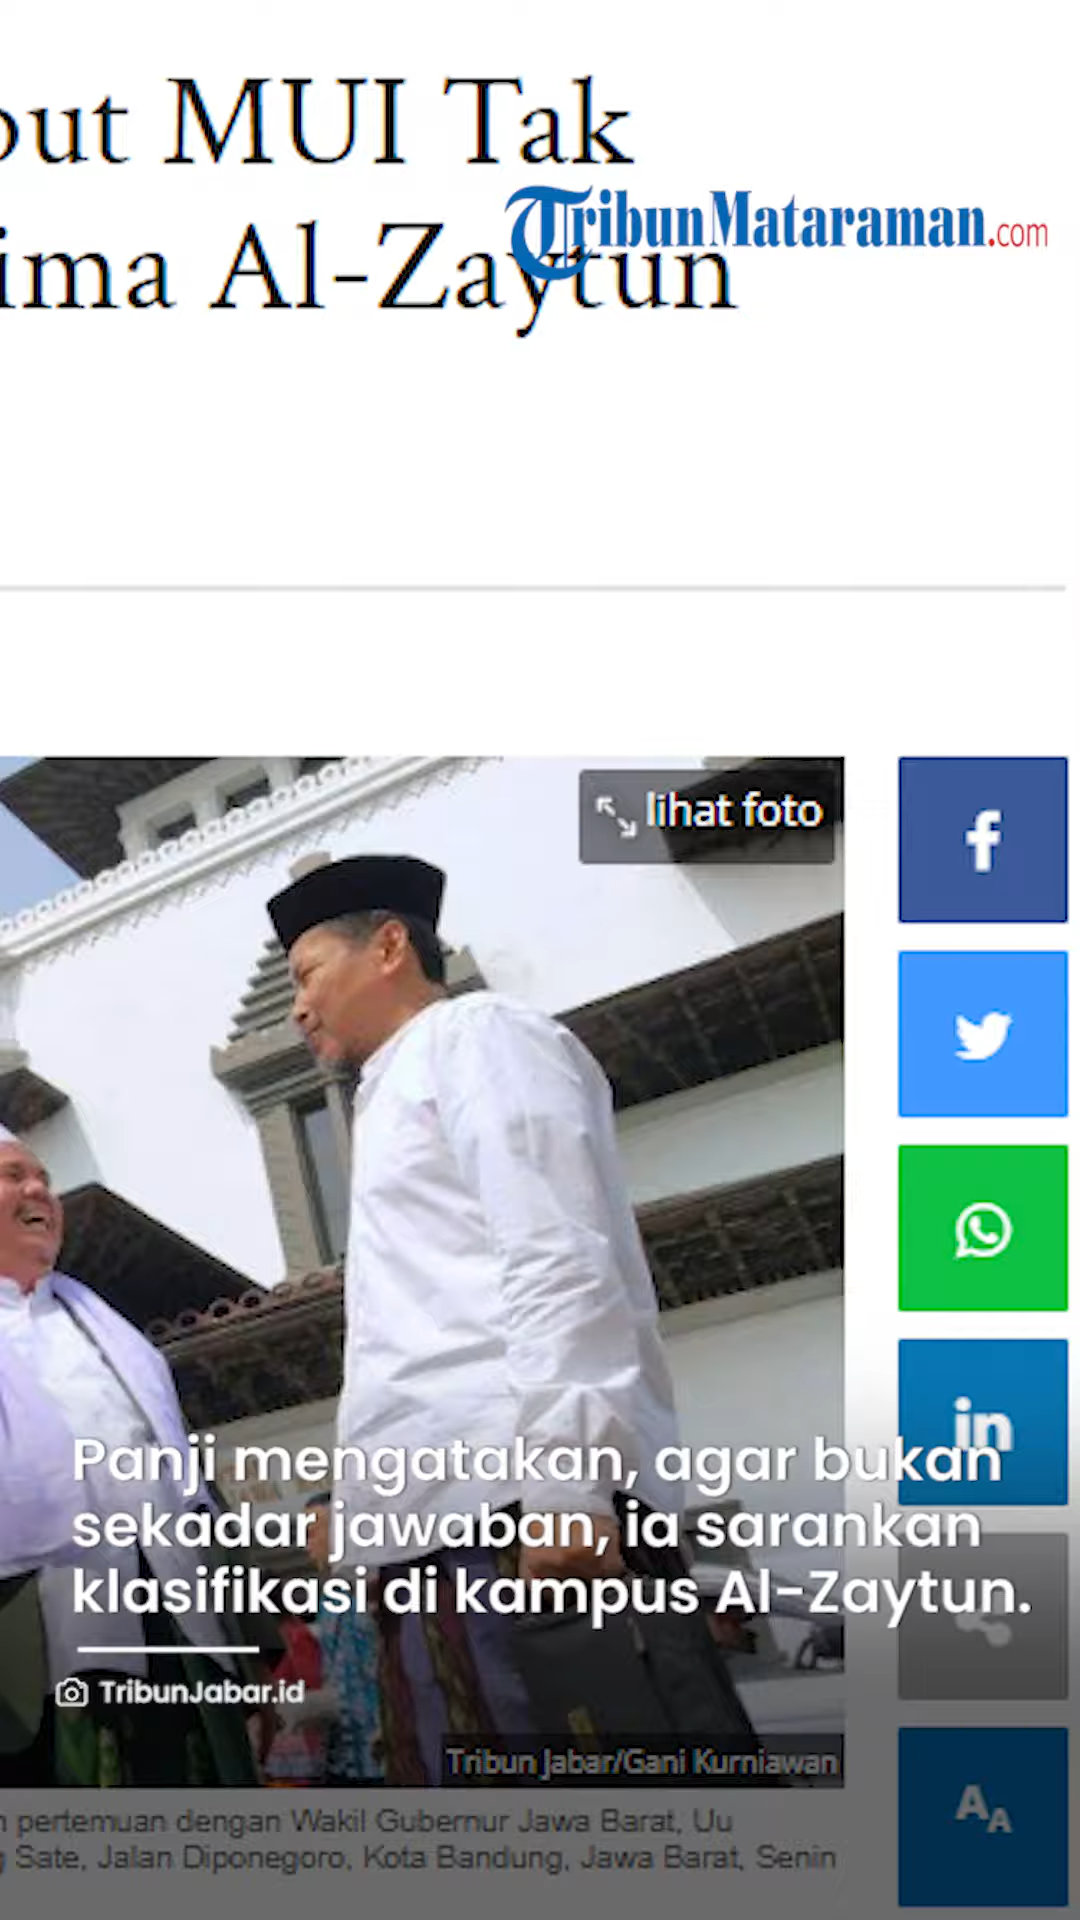 out MUI Tak
TribunMataraman.com
ima Al-Zaytun
lihat foto
Panji mengatakan, agar bukan
sekadar jawaban, ia sarankan
klasifikasi di kampus Al-Zaytun.
TribunJabar.id
Tribun Jabar/Gani Kurniawan
pertemuan dengan Wakil Gubernur Jawa Barat, Uu
Sate, Jalan Diponegoro, Kota Bandung, Jawa Barat, Senin